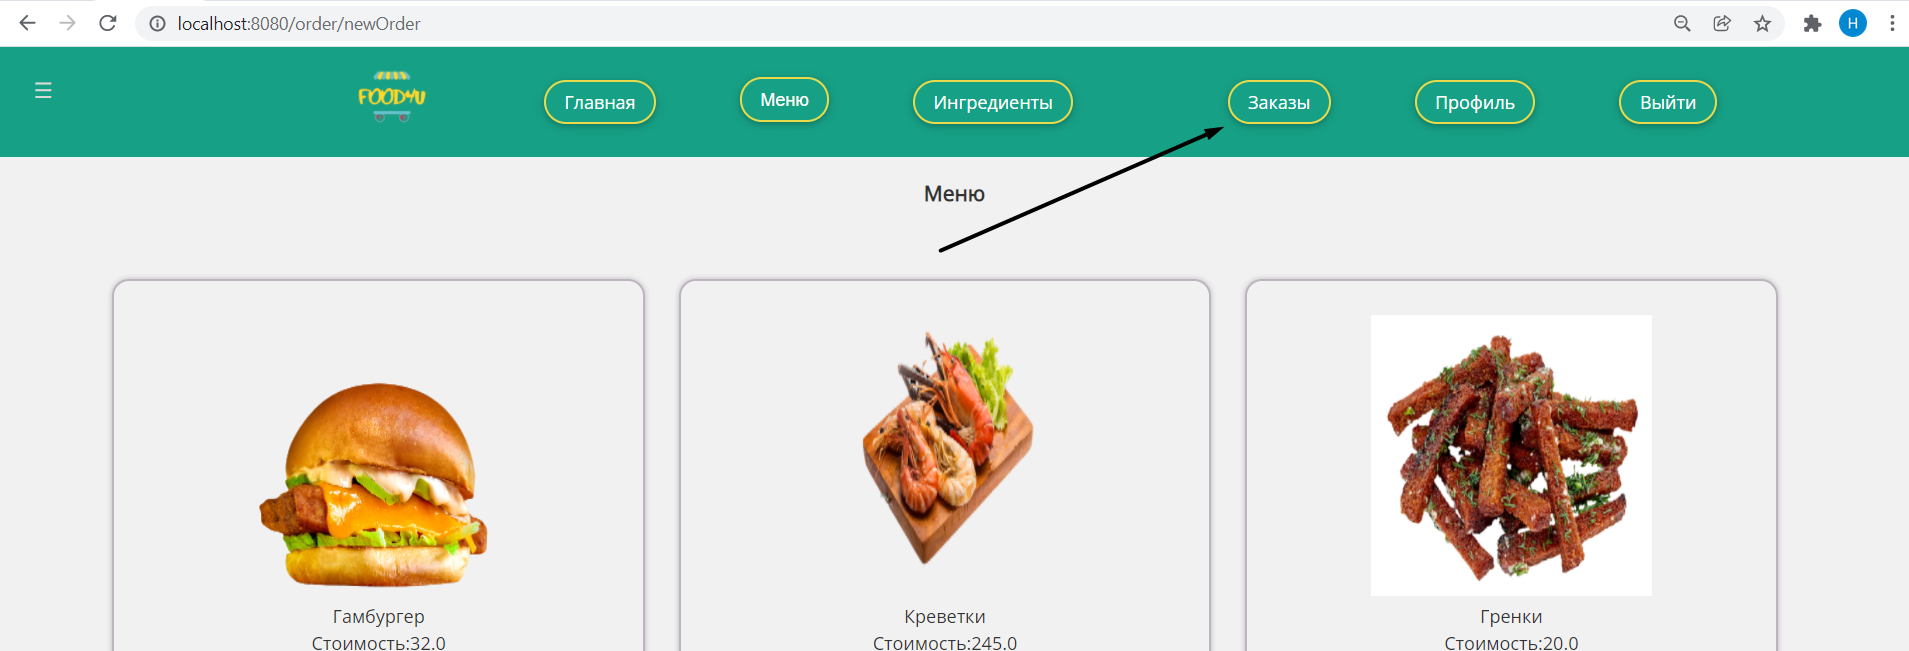 localhost:8080/order/newOrder
H
FOOD4U
Главная
Меню
Ингредиенты
Заказы
Профиль
Выйти
Меню
Гамбургер
Стоимость:32.0
Креветки
Стоимость:245.0
Гренки
Стоимость:20.0